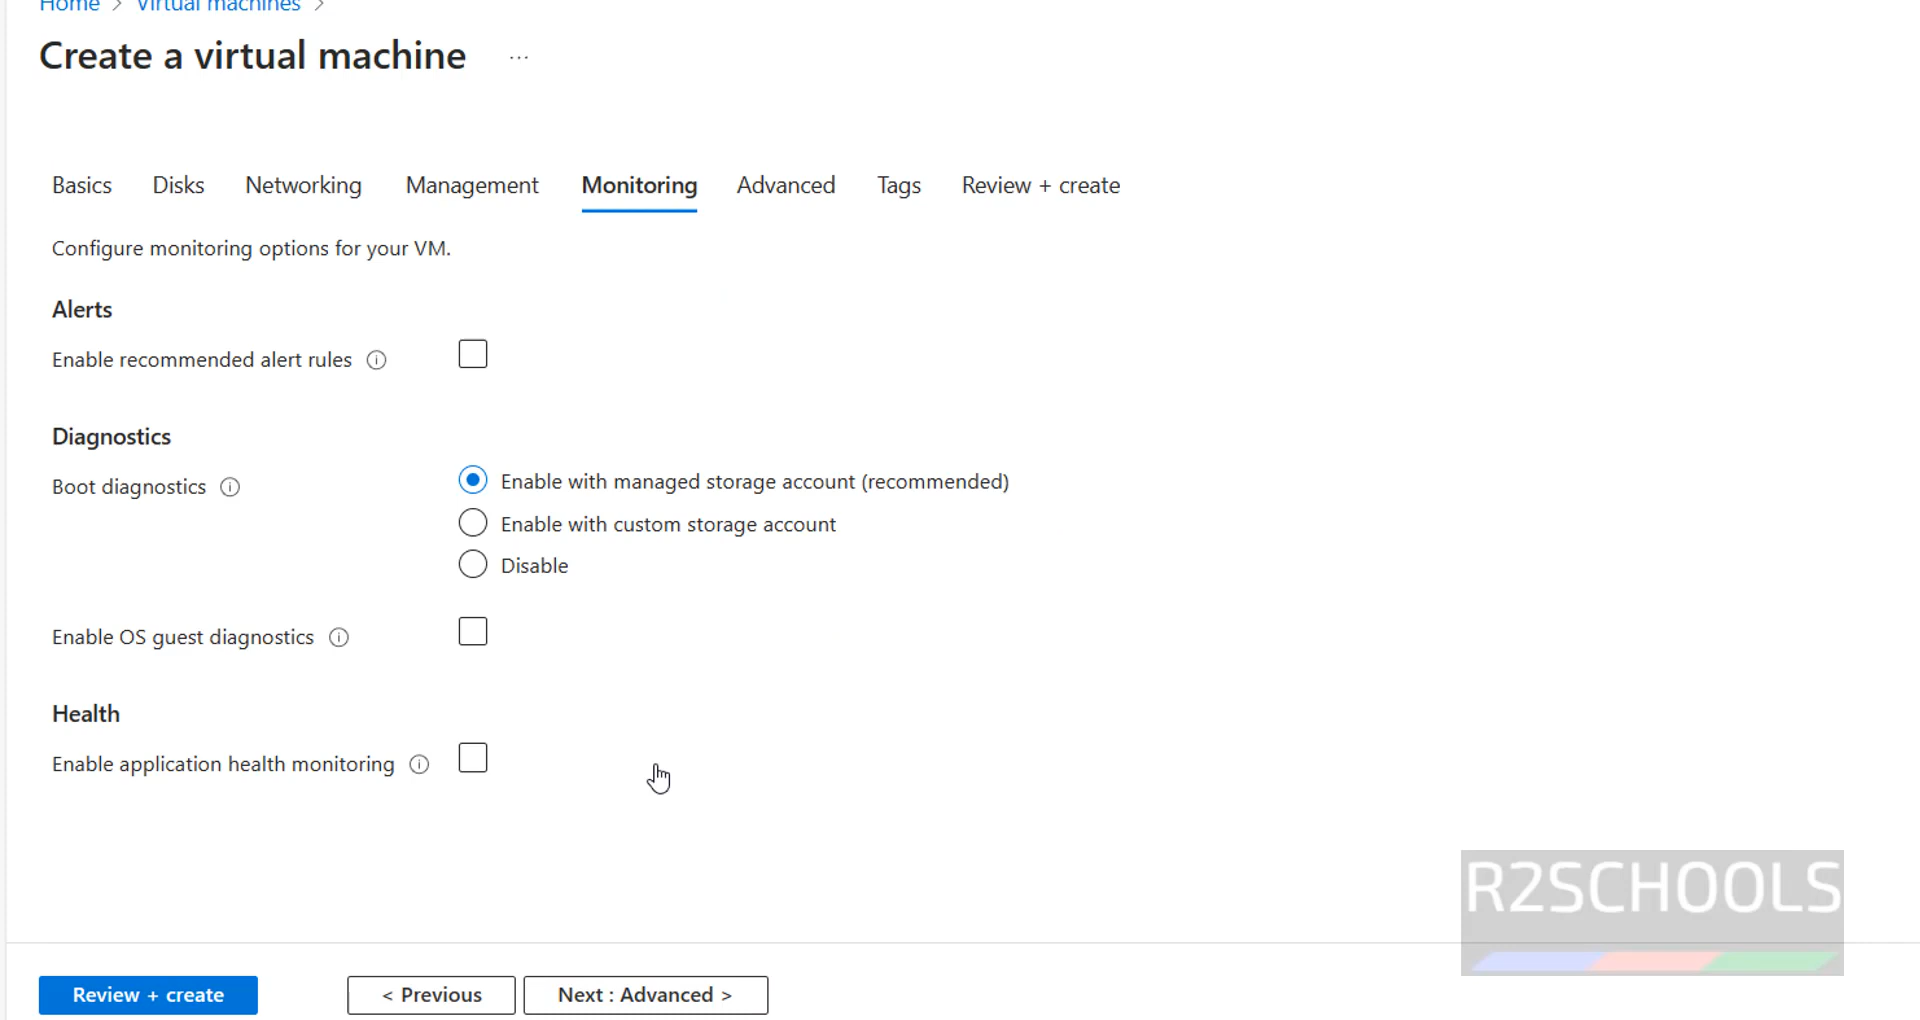 Home > Virtual machines >
Create a virtual machine ...
Basics Disks Networking Management Monitoring Advanced Tags Review + create
Configure monitoring options for your VM.
Alerts
Enable recommended alert rules
Diagnostics
Boot diagnostics
Enable with managed storage account (recommended)
Enable with custom storage account
Disable
Enable OS guest diagnostics
Health
Enable application health monitoring
R2SCHOOLS
Review + create < Previous Next : Advanced >